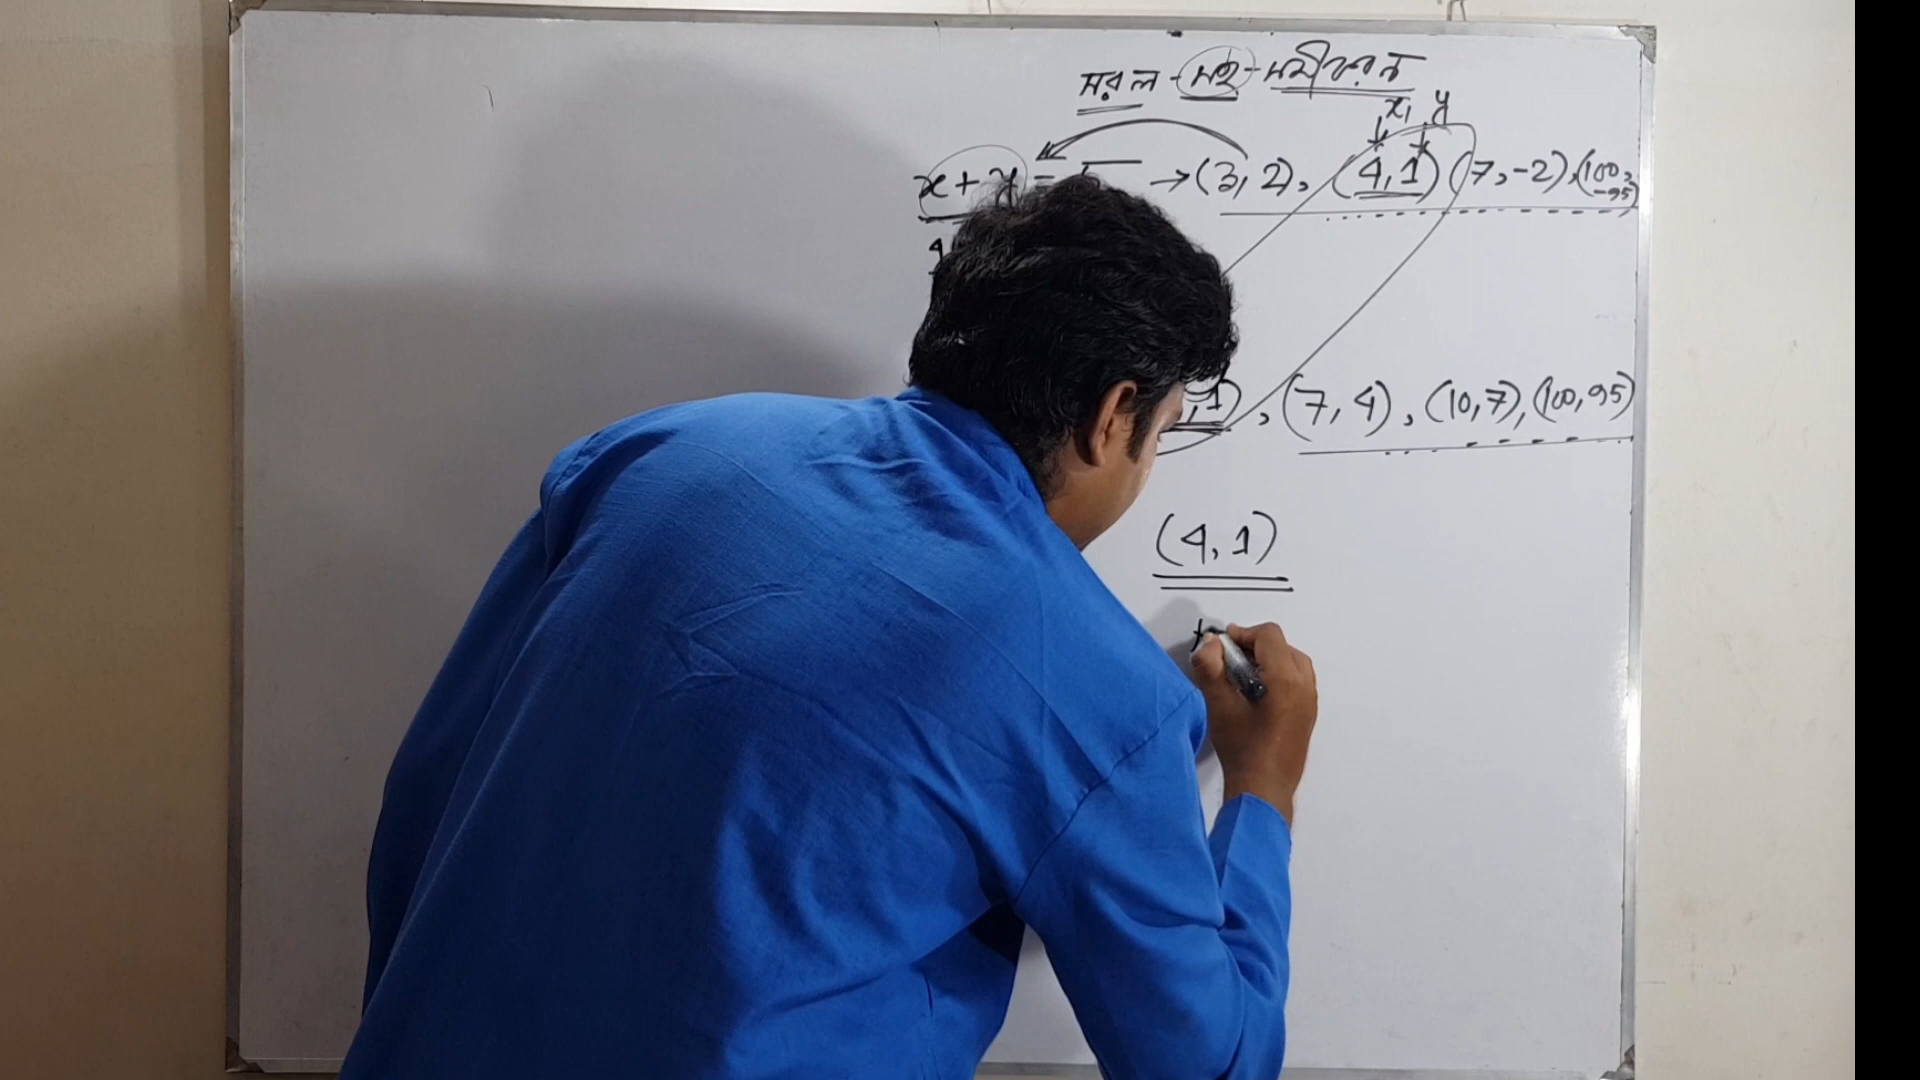 সরল - সহ - সমীকরণ
x, y
x + y = 5 → (3, 2), (4, 1) (7, -2), (100, -95)
, 1) , (7, 4) , (10, 7), (100, 95)
(4, 1)